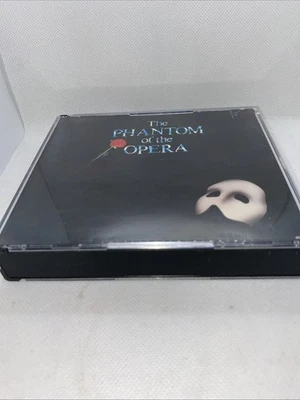 The
PHANTOM
of the
OPERA